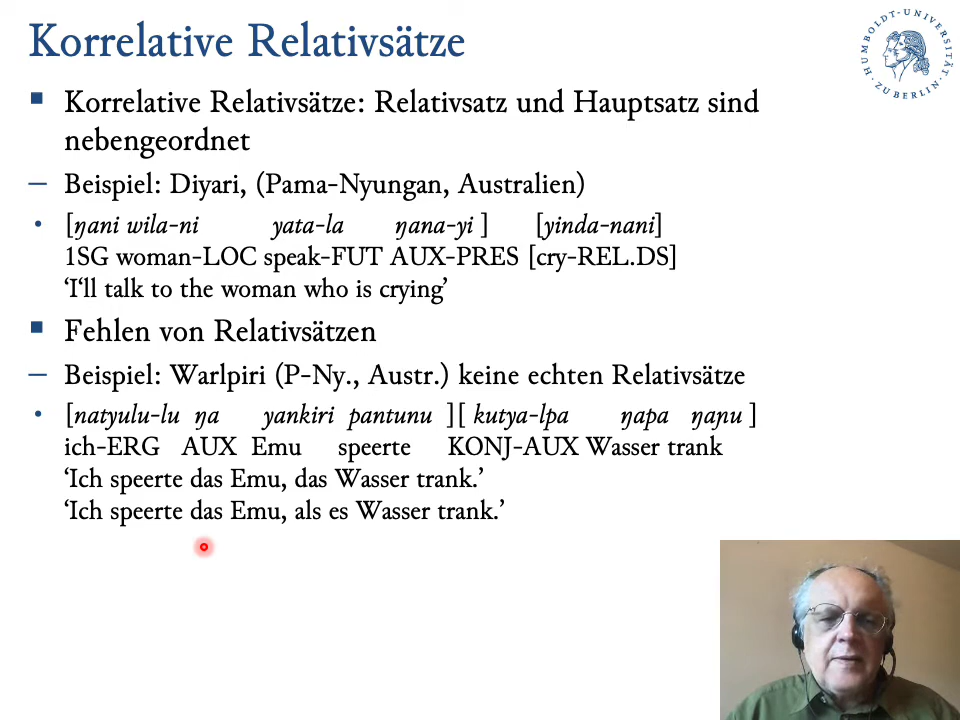 Korrelative Relativsätze
HUMBOLDT-UNIVERSITÄT
· ZU BERLIN ·
▪ Korrelative Relativsätze: Relativsatz und Hauptsatz sind
nebengeordnet
– Beispiel: Diyari, (Pama-Nyungan, Australien)
• [ŋani wila-ni yata-la ŋana-yi ] [yinda-nani]
1SG woman-LOC speak-FUT AUX-PRES [cry-REL.DS]
‘I‘ll talk to the woman who is crying’
▪ Fehlen von Relativsätzen
– Beispiel: Warlpiri (P-Ny., Austr.) keine echten Relativsätze
• [natyulu-lu ŋa yankiri pantunu ][ kutya-lpa ŋapa ŋaṇu ]
ich-ERG AUX Emu speerte KONJ-AUX Wasser trank
‘Ich speerte das Emu, das Wasser trank.’
‘Ich speerte das Emu, als es Wasser trank.’